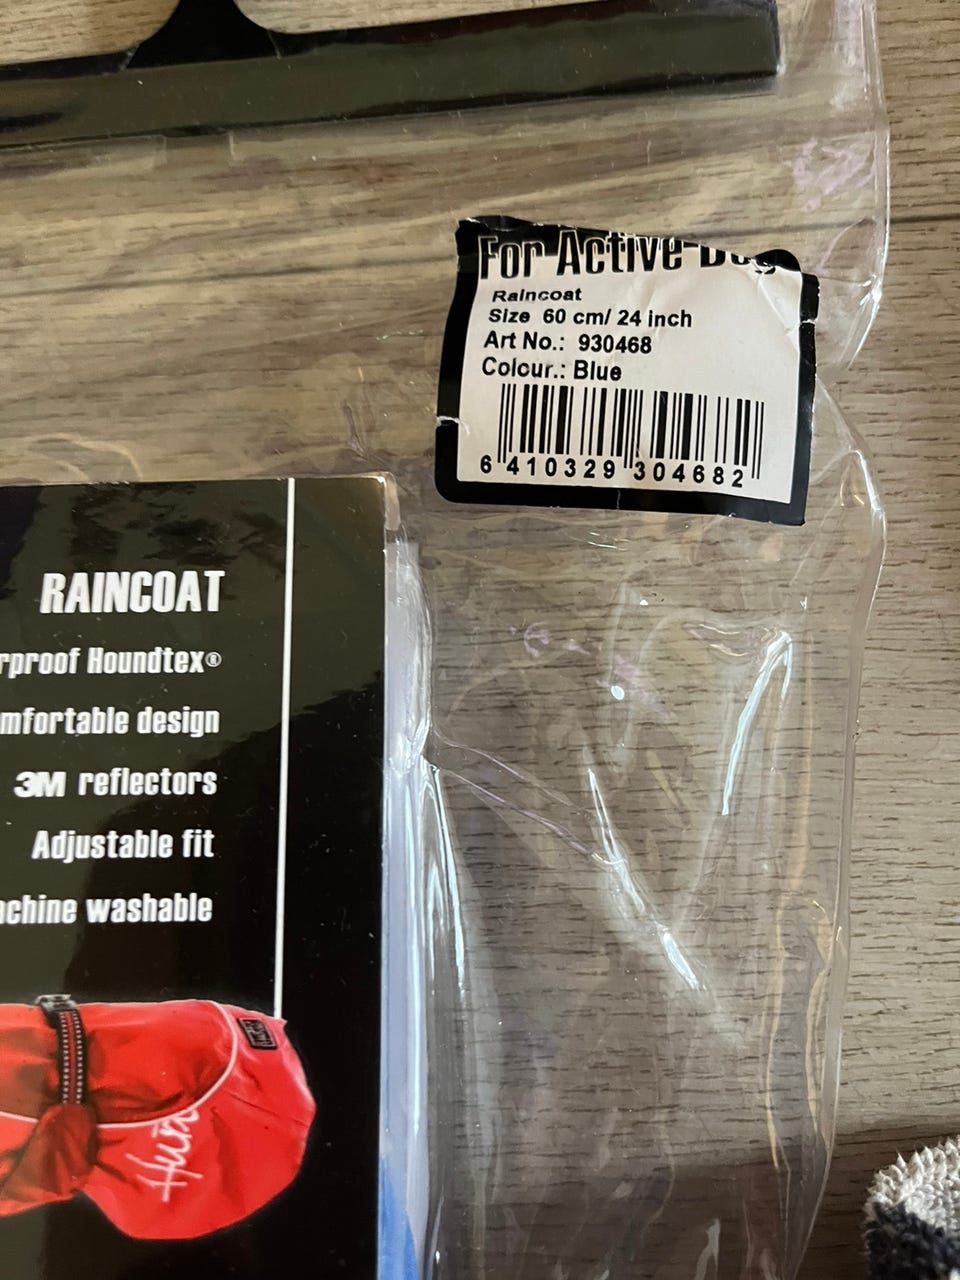 For Active Dog
Raincoat
Size 60 cm/ 24 inch
Art No.: 930468
Colour.: Blue
6 410329 304682
RAINCOAT
rproof Houndtex®
mfortable design
3M reflectors
Adjustable fit
achine washable